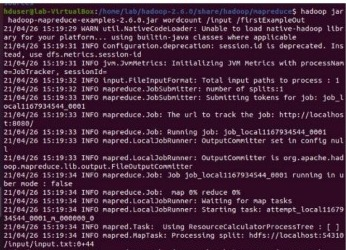 hduser@lab-VirtualBox:/home/lab/hadoop-2.6.0/share/hadoop/mapreduce$ hadoop jar
hadoop-mapreduce-examples-2.6.0.jar wordcount /input /firstExampleOut
21/04/26 15:19:29 WARN util.NativeCodeLoader: Unable to load native-hadoop libr
ary for your platform... using builtin-java classes where applicable
21/04/26 15:19:31 INFO Configuration.deprecation: session.id is deprecated. Ins
tead, use dfs.metrics.session-id
21/04/26 15:19:31 INFO jvm.JvmMetrics: Initializing JVM Metrics with processNam
e=JobTracker, sessionId=
21/04/26 15:19:32 INFO input.FileInputFormat: Total input paths to process : 1
21/04/26 15:19:32 INFO mapreduce.JobSubmitter: number of splits:1
21/04/26 15:19:33 INFO mapreduce.JobSubmitter: Submitting tokens for job: job_l
ocal1167934544_0001
21/04/26 15:19:33 INFO mapreduce.Job: The url to track the job: http://localhos
t:8080/
21/04/26 15:19:33 INFO mapreduce.Job: Running job: job_local1167934544_0001
21/04/26 15:19:33 INFO mapred.LocalJobRunner: OutputCommitter set in config nul
l
21/04/26 15:19:33 INFO mapred.LocalJobRunner: OutputCommitter is org.apache.had
oop.mapreduce.lib.output.FileOutputCommitter
21/04/26 15:19:34 INFO mapreduce.Job: Job job_local1167934544_0001 running in u
ber mode : false
21/04/26 15:19:34 INFO mapreduce.Job:  map 0% reduce 0%
21/04/26 15:19:34 INFO mapred.LocalJobRunner: Waiting for map tasks
21/04/26 15:19:34 INFO mapred.LocalJobRunner: Starting task: attempt_local11679
34544_0001_m_000000_0
21/04/26 15:19:34 INFO mapred.Task:  Using ResourceCalculatorProcessTree : [ ]
21/04/26 15:19:34 INFO mapred.MapTask: Processing split: hdfs://localhost:54310
/input/input.txt:0+44